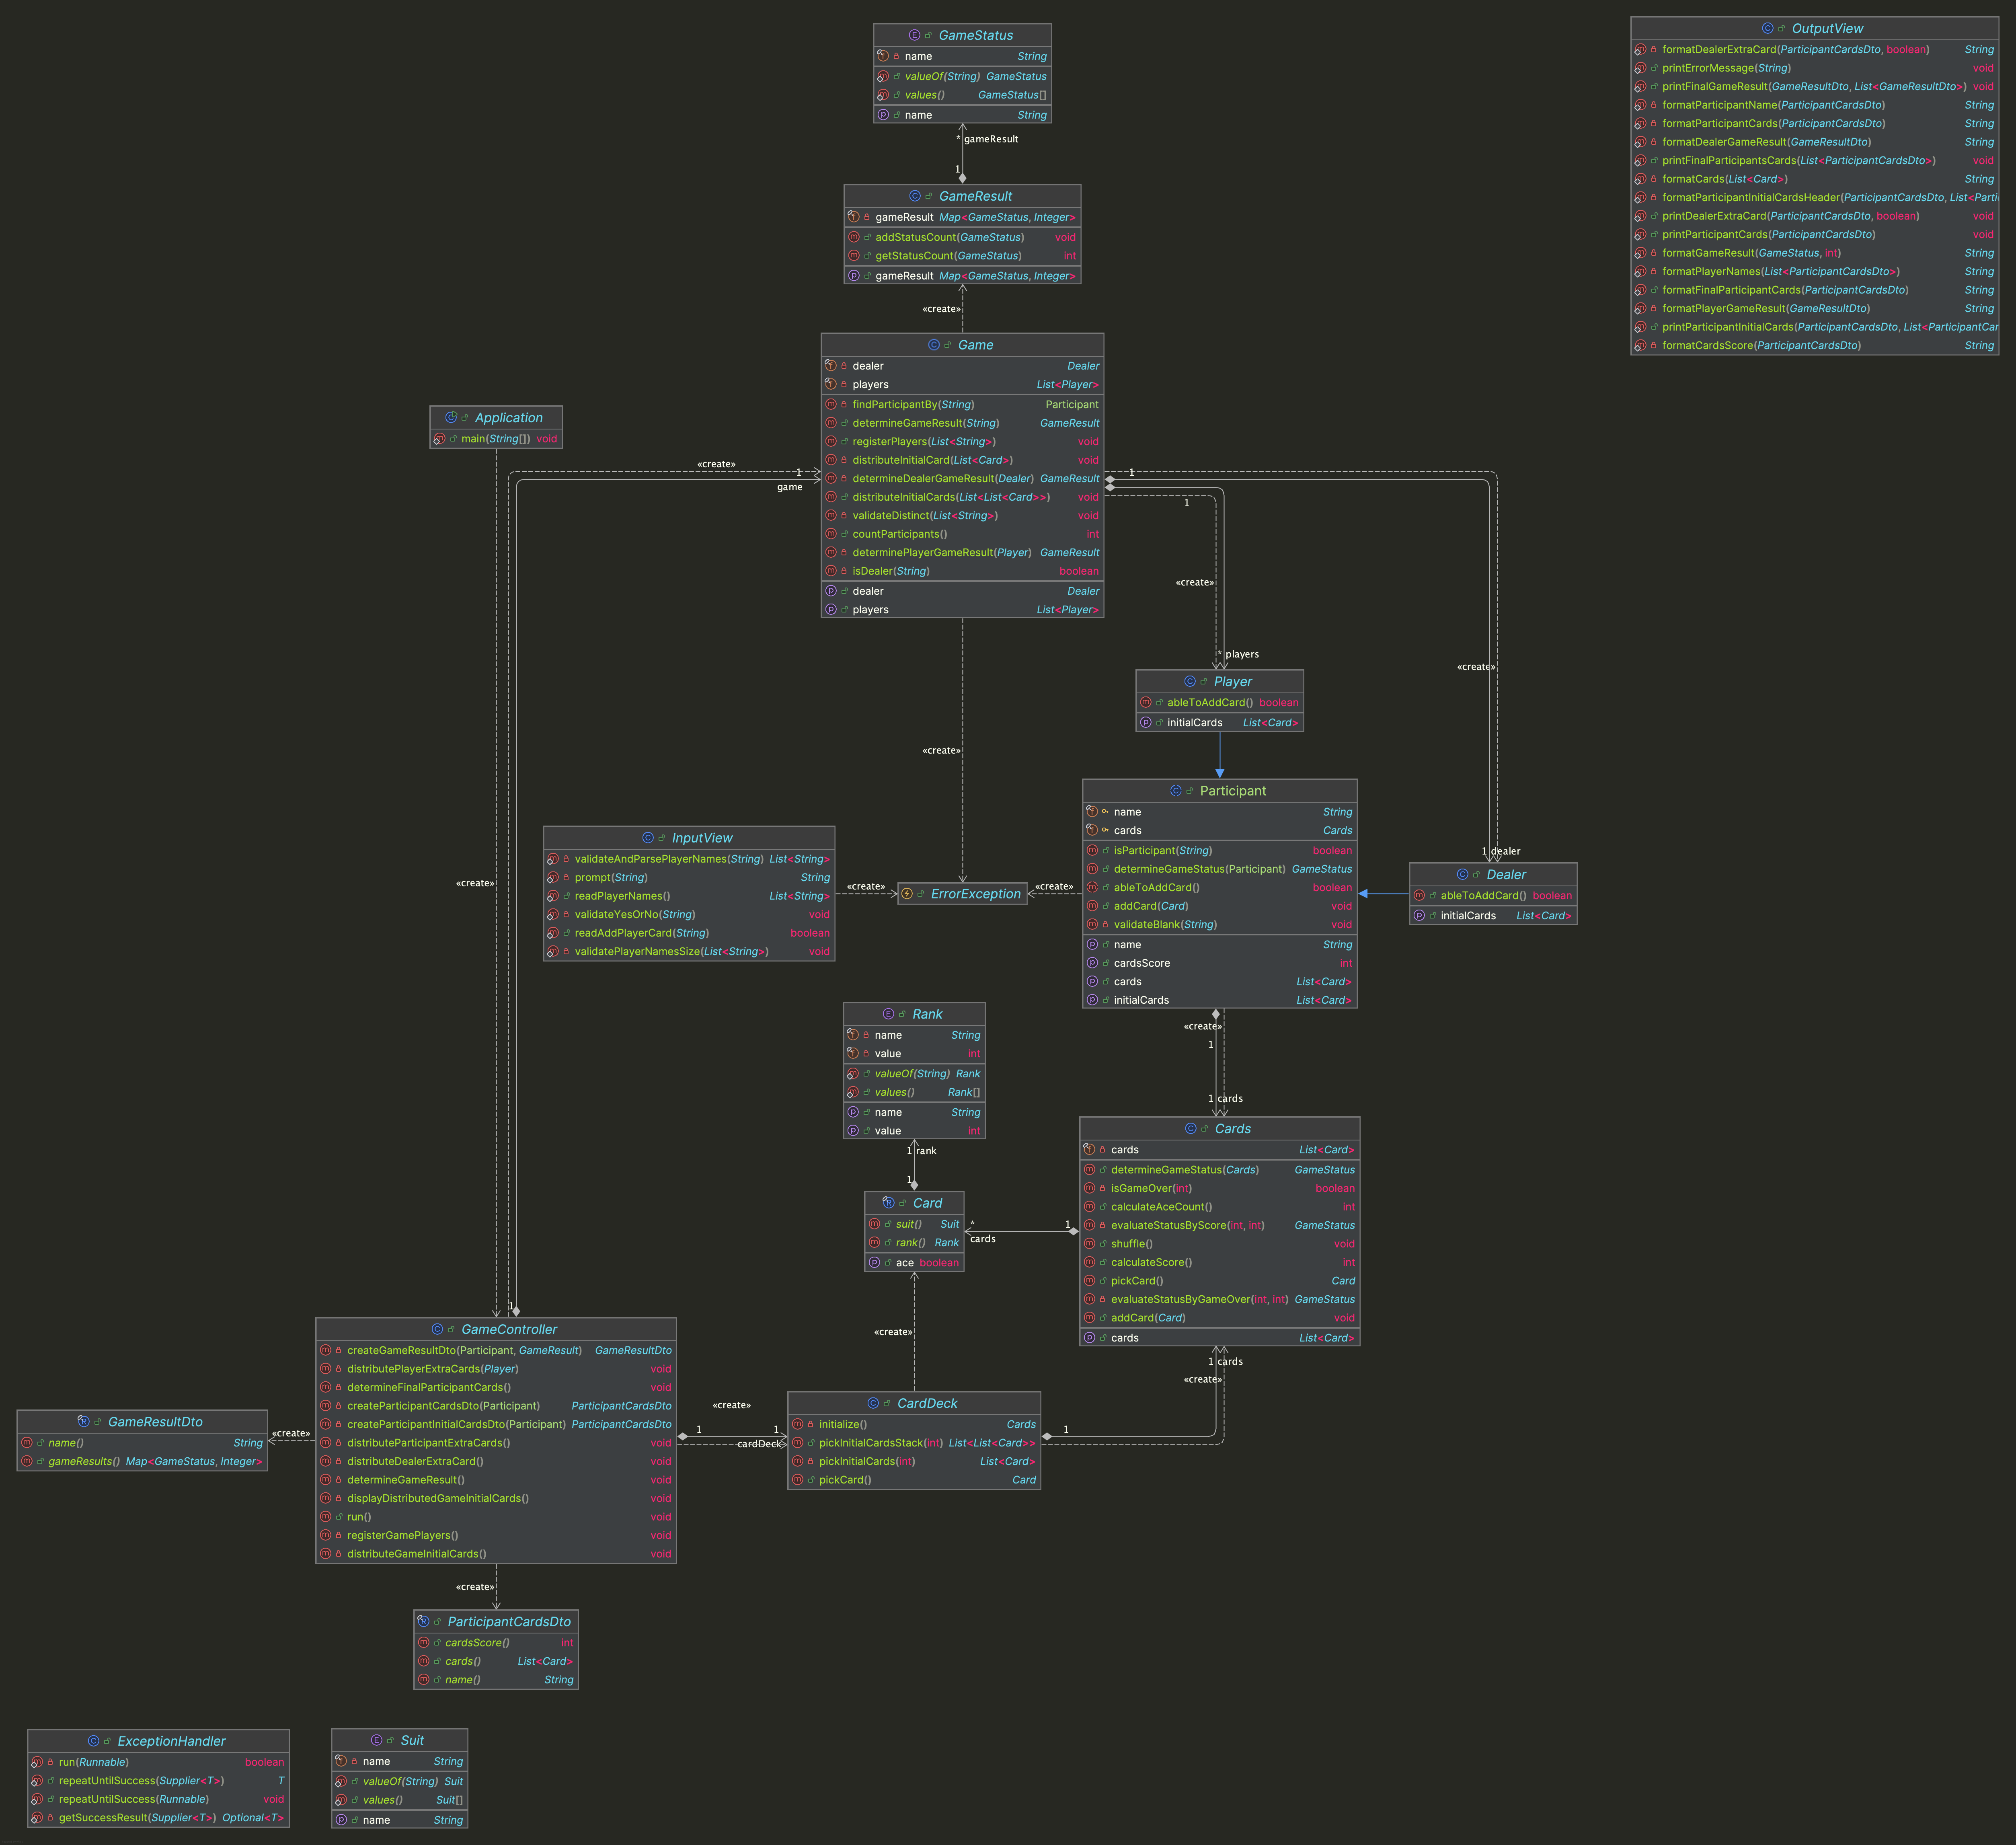 GameStatus
name String
valueOf(String) GameStatus
values() GameStatus[]
name String
* gameResult
1
GameResult
gameResult Map<GameStatus, Integer>
addStatusCount(GameStatus) void
getStatusCount(GameStatus) int
gameResult Map<GameStatus, Integer>
«create»
OutputView
formatDealerExtraCard(ParticipantCardsDto, boolean) String
printErrorMessage(String) void
printFinalGameResult(GameResultDto, List<GameResultDto>) void
formatParticipantName(ParticipantCardsDto) String
formatParticipantCards(ParticipantCardsDto) String
formatDealerGameResult(GameResultDto) String
printFinalParticipantsCards(List<ParticipantCardsDto>) void
formatCards(List<Card>) String
formatParticipantInitialCardsHeader(ParticipantCardsDto, List<Parti
printDealerExtraCard(ParticipantCardsDto, boolean) void
printParticipantCards(ParticipantCardsDto) void
formatGameResult(GameStatus, int) String
formatPlayerNames(List<ParticipantCardsDto>) String
formatFinalParticipantCards(ParticipantCardsDto) String
formatPlayerGameResult(GameResultDto) String
printParticipantInitialCards(ParticipantCardsDto, List<ParticipantCar
formatCardsScore(ParticipantCardsDto) String
Game
dealer Dealer
players List<Player>
findParticipantBy(String) Participant
determineGameResult(String) GameResult
registerPlayers(List<String>) void
distributeInitialCard(List<Card>) void
determineDealerGameResult(Dealer) GameResult
distributeInitialCards(List<List<Card>>) void
validateDistinct(List<String>) void
countParticipants() int
determinePlayerGameResult(Player) GameResult
isDealer(String) boolean
dealer Dealer
players List<Player>
Application
main(String[]) void
«create»
1
game
1
1
«create»
* players
«create»
1 dealer
«create»
«create»
Player
ableToAddCard() boolean
initialCards List<Card>
Participant
name String
cards Cards
isParticipant(String) boolean
determineGameStatus(Participant) GameStatus
ableToAddCard() boolean
addCard(Card) void
validateBlank(String) void
name String
cardsScore int
cards List<Card>
initialCards List<Card>
Dealer
ableToAddCard() boolean
initialCards List<Card>
InputView
validateAndParsePlayerNames(String) List<String>
prompt(String) String
readPlayerNames() List<String>
validateYesOrNo(String) void
readAddPlayerCard(String) boolean
validatePlayerNamesSize(List<String>) void
«create»
ErrorException
«create»
«create»
1
1 cards
Rank
name String
value int
valueOf(String) Rank
values() Rank[]
name String
value int
1 rank
1
Card
suit() Suit
rank() Rank
ace boolean
*
cards
1
Cards
cards List<Card>
determineGameStatus(Cards) GameStatus
isGameOver(int) boolean
calculateAceCount() int
evaluateStatusByScore(int, int) GameStatus
shuffle() void
calculateScore() int
pickCard() Card
evaluateStatusByGameOver(int, int) GameStatus
addCard(Card) void
cards List<Card>
«create»
1 cards
«create»
1
GameController
createGameResultDto(Participant, GameResult) GameResultDto
distributePlayerExtraCards(Player) void
determineFinalParticipantCards() void
createParticipantCardsDto(Participant) ParticipantCardsDto
createParticipantInitialCardsDto(Participant) ParticipantCardsDto
distributeParticipantExtraCards() void
distributeDealerExtraCard() void
determineGameResult() void
displayDistributedGameInitialCards() void
run() void
registerGamePlayers() void
distributeGameInitialCards() void
«create»
1
1
cardDeck
CardDeck
initialize() Cards
pickInitialCardsStack(int) List<List<Card>>
pickInitialCards(int) List<Card>
pickCard() Card
1
GameResultDto
name() String
gameResults() Map<GameStatus, Integer>
«create»
«create»
ParticipantCardsDto
cardsScore() int
cards() List<Card>
name() String
ExceptionHandler
run(Runnable) boolean
repeatUntilSuccess(Supplier<T>) T
repeatUntilSuccess(Runnable) void
getSuccessResult(Supplier<T>) Optional<T>
Suit
name String
valueOf(String) Suit
values() Suit[]
name String